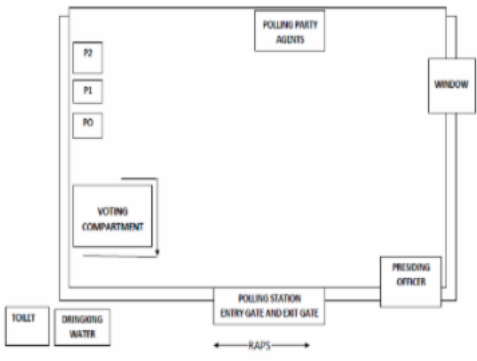 POLLING PARTY
AGENTS
P2
WINDOW
P1
PO
VOTING
COMPARTMENT
PRESIDING
OFFICER
POLLING STATION
ENTRY GATE AND EXIT GATE
TOILET
DRINGKING
WATER
RAPS